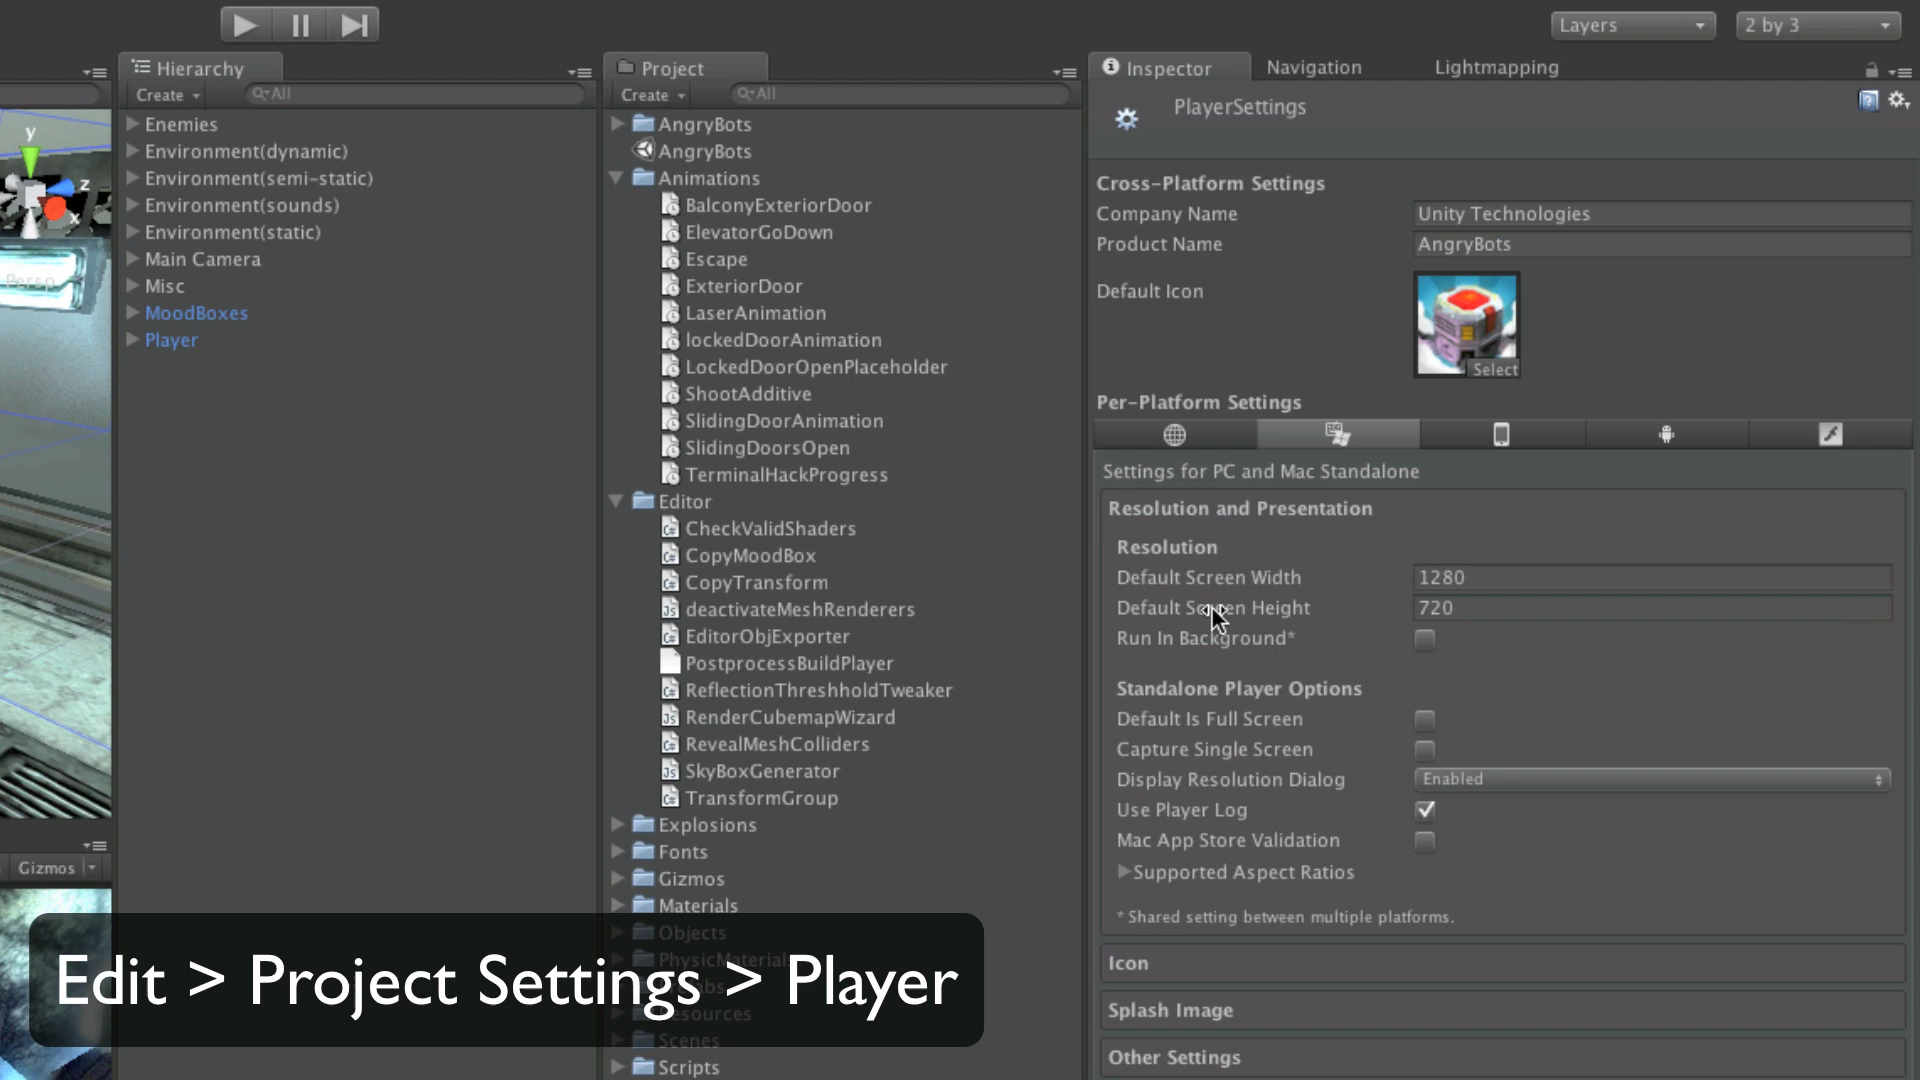 Layers
2 by 3
Hierarchy
Create
All
Enemies
Environment(dynamic)
Environment(semi-static)
Environment(sounds)
Environment(static)
Main Camera
Misc
MoodBoxes
Player
y
z
x
Persp
Gizmos
Project
Create
All
AngryBots
AngryBots
Animations
BalconyExteriorDoor
ElevatorGoDown
Escape
ExteriorDoor
LaserAnimation
lockedDoorAnimation
LockedDoorOpenPlaceholder
ShootAdditive
SlidingDoorAnimation
SlidingDoorsOpen
TerminalHackProgress
Editor
CheckValidShaders
CopyMoodBox
CopyTransform
deactivateMeshRenderers
EditorObjExporter
PostprocessBuildPlayer
ReflectionThreshholdTweaker
RenderCubemapWizard
RevealMeshColliders
SkyBoxGenerator
TransformGroup
Explosions
Fonts
Gizmos
Materials
Objects
Scenes
Scripts
Inspector
Navigation
Lightmapping
PlayerSettings
Cross-Platform Settings
Company Name Unity Technologies
Product Name AngryBots
Default Icon
Select
Per-Platform Settings
Settings for PC and Mac Standalone
Resolution and Presentation
Resolution
Default Screen Width 1280
Default Screen Height 720
Run In Background*
Standalone Player Options
Default Is Full Screen
Capture Single Screen
Display Resolution Dialog Enabled
Use Player Log
Mac App Store Validation
Supported Aspect Ratios
* Shared setting between multiple platforms.
Icon
Splash Image
Other Settings
Edit > Project Settings > Player